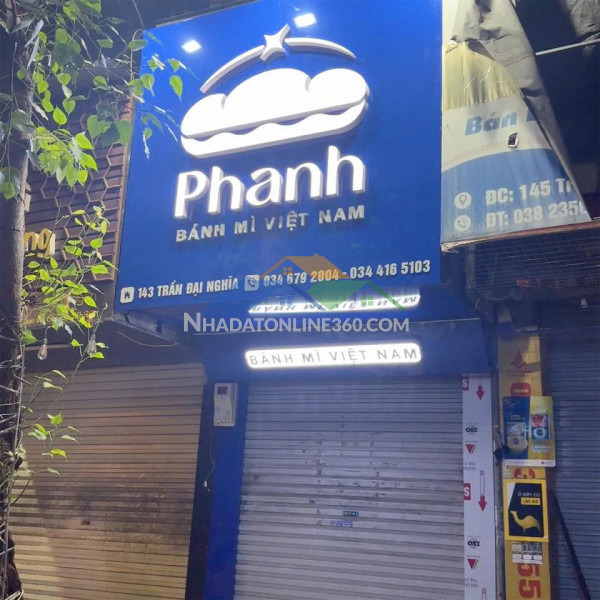 Phanh
BÁNH MÌ VIỆT NAM
143 TRẦN ĐẠI NGHĨA 034 679 2004 - 034 416 5103
Bán
ĐC: 145 T
ĐT: 038 235
NHADATONLINE360.COM
BÁNH MÌ VIỆT NAM